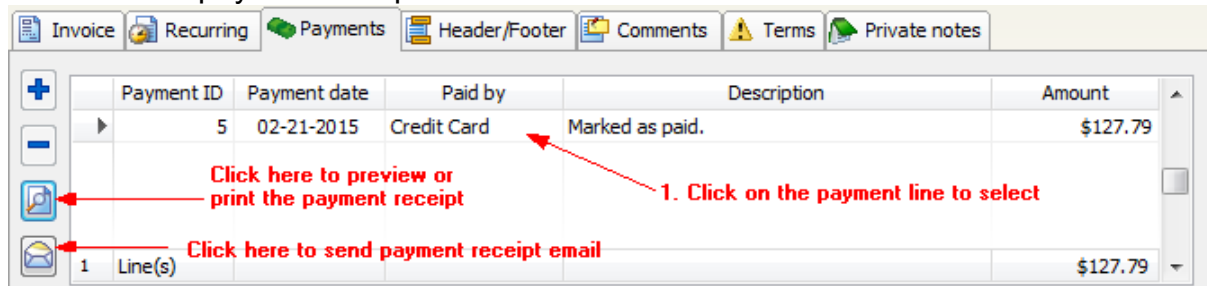 Invoice Recurring Payments Header/Footer Comments Terms Private notes
Payment ID Payment date Paid by Description Amount
5 02-21-2015 Credit Card Marked as paid. $127.79
Click here to preview or
print the payment receipt
1. Click on the payment line to select
Click here to send payment receipt email
1 Line(s) $127.79